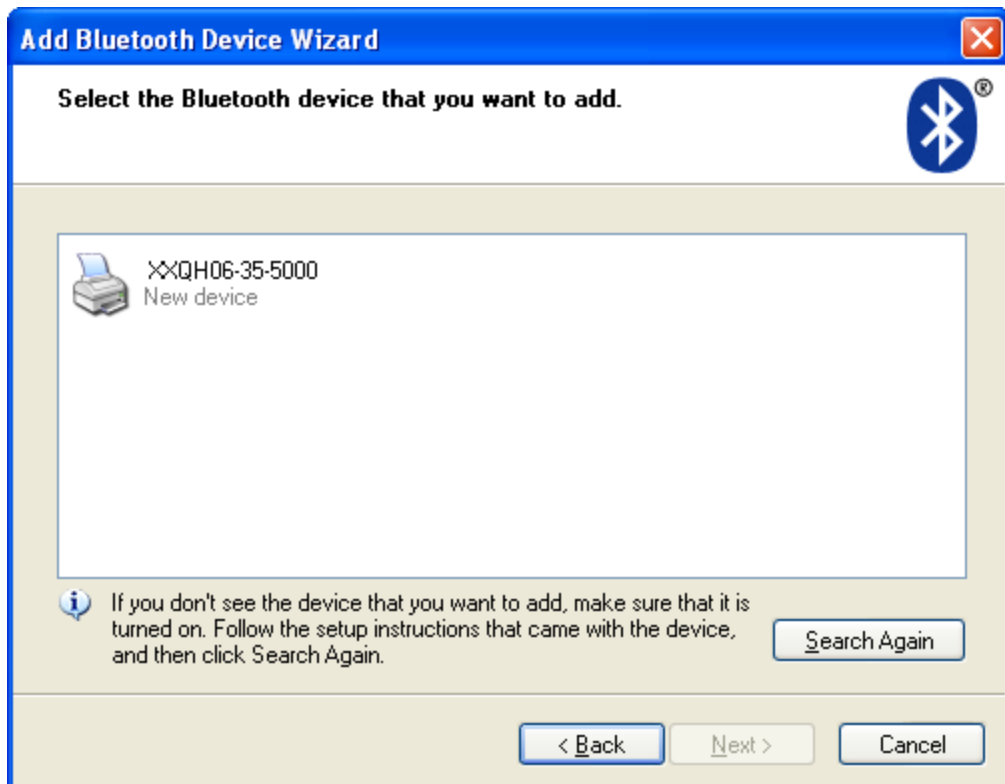 Add Bluetooth Device Wizard
Select the Bluetooth device that you want to add.
®
XXQH06-35-5000
New device
If you don't see the device that you want to add, make sure that it is
turned on. Follow the setup instructions that came with the device,
and then click Search Again.
Search Again
< Back
Next >
Cancel